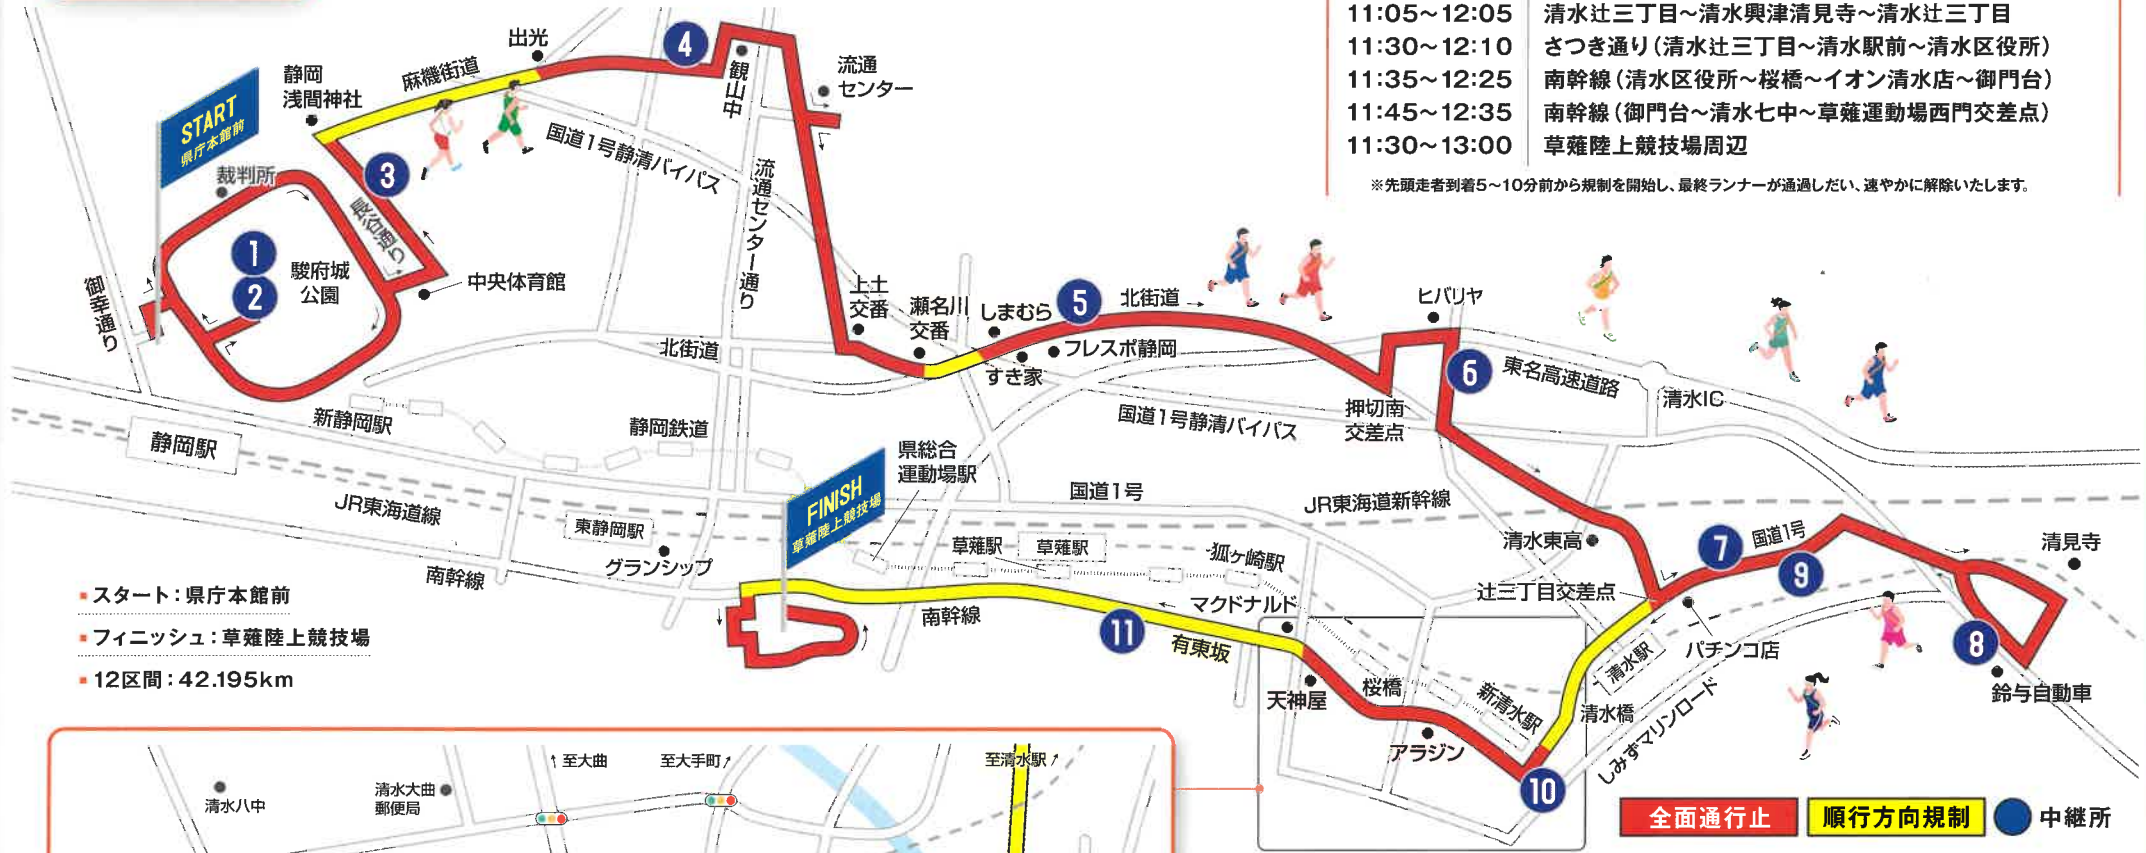 11:05～12:05 清水辻三丁目～清水興津清見寺～清水辻三丁目
11:30～12:10 さつき通り（清水辻三丁目～清水駅前～清水区役所）
11:35～12:25 南幹線（清水区役所～桜橋～イオン清水店～御門台）
11:45～12:35 南幹線（御門台～清水七中～草薙運動場西門交差点）
11:30～13:00 草薙陸上競技場周辺
※先頭走者到着5～10分前から規制を開始し、最終ランナーが通過しだい、速やかに解除いたします。
START
県庁本館前
静岡
浅間神社
麻機街道
出光
4
観山中
流通
センター
裁判所
3
長谷通り
国道1号静清バイパス
流通センター通り
1
2
駿府城
公園
中央体育館
御幸通り
上土
交番
瀬名川
交番
しまむら
5
北街道
フレスポ静岡
すき家
北街道
ヒバリヤ
6
東名高速道路
清水IC
押切南
交差点
国道1号静清バイパス
新静岡駅
静岡駅
静岡鉄道
県総合
運動場駅
JR東海道線
東静岡駅
グランシップ
南幹線
FINISH
草薙陸上競技場
国道1号
JR東海道新幹線
草薙駅
草薙駅
狐ヶ崎駅
マクドナルド
南幹線
11
有東坂
天神屋
桜橋
アラジン
新清水駅
10
清水橋
清水駅
しみずマリンロード
清水東高
辻三丁目交差点
7
国道1号
9
パチンコ店
清見寺
8
鈴与自動車
スタート：県庁本館前
フィニッシュ：草薙陸上競技場
12区間：42.195km
全面通行止
順行方向規制
中継所
清水八中
清水大曲
郵便局
↑至大曲
至大手町↗
至清水駅↗